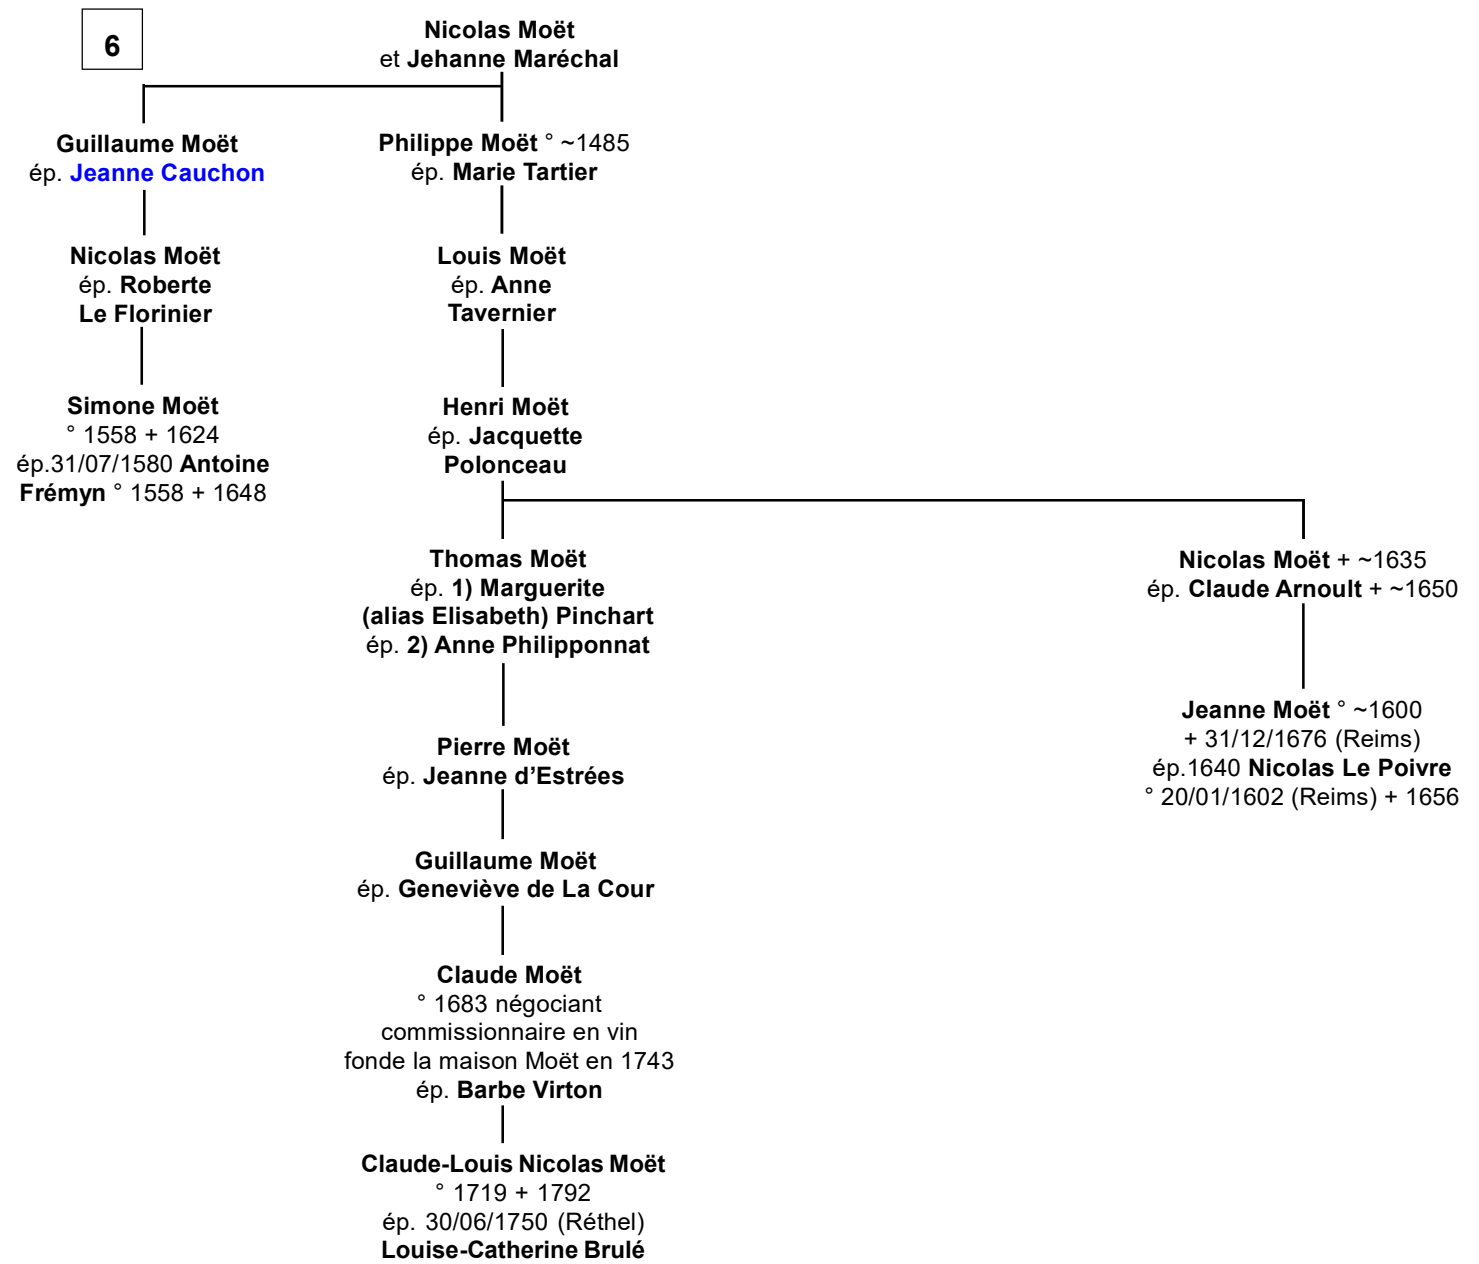 6
Nicolas Moët
et Jehanne Maréchal
Guillaume Moët
ép. Jeanne Cauchon
Philippe Moët ° ~1485
ép. Marie Tartier
Nicolas Moët
ép. Roberte
Le Florinier
Louis Moët
ép. Anne
Tavernier
Simone Moët
° 1558 + 1624
ép.31/07/1580 Antoine
Frémyn ° 1558 + 1648
Henri Moët
ép. Jacquette
Polonceau
Thomas Moët
ép. 1) Marguerite
(alias Elisabeth) Pinchart
ép. 2) Anne Philipponnat
Nicolas Moët + ~1635
ép. Claude Arnoult + ~1650
Pierre Moët
ép. Jeanne d’Estrées
Jeanne Moët ° ~1600
+ 31/12/1676 (Reims)
ép.1640 Nicolas Le Poivre
° 20/01/1602 (Reims) + 1656
Guillaume Moët
ép. Geneviève de La Cour
Claude Moët
° 1683 négociant
commissionnaire en vin
fonde la maison Moët en 1743
ép. Barbe Virton
Claude-Louis Nicolas Moët
° 1719 + 1792
ép. 30/06/1750 (Réthel)
Louise-Catherine Brulé